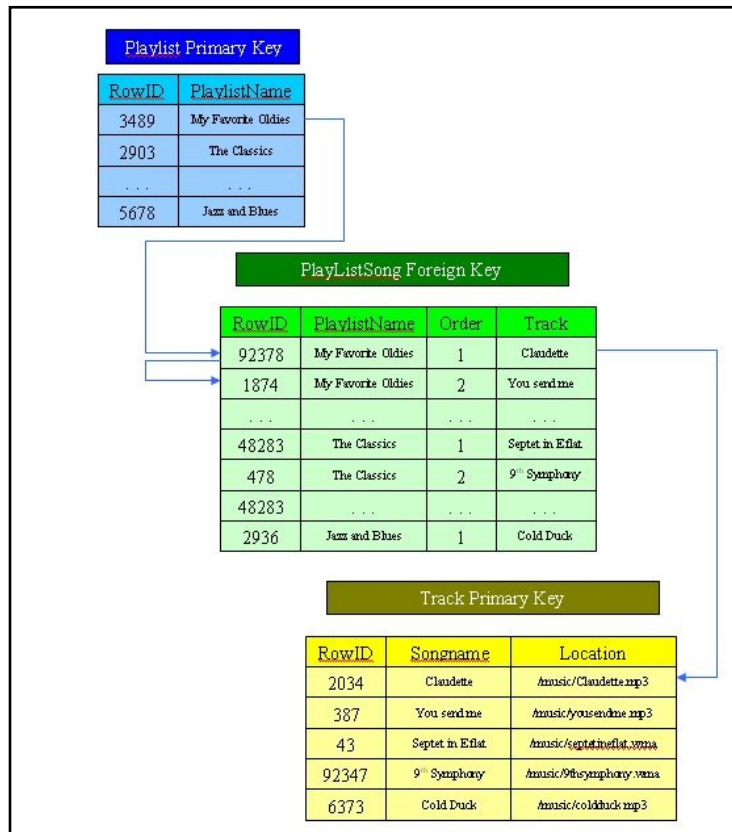 Playlist Primary Key
RowID PlaylistName
3489 My Favorite Oldies
2903 The Classics
. . . . . .
5678 Jazz and Blues
PlayListSong Foreign Key
RowID PlaylistName Order Track
92378 My Favorite Oldies 1 Claudette
1874 My Favorite Oldies 2 You send me
. . . . . . . . . . . .
48283 The Classics 1 Septet in Eflat
478 The Classics 2 9th Symphony
48283 . . . . . . . . .
2936 Jazz and Blues 1 Cold Duck
Track Primary Key
RowID Songname Location
2034 Claudette /music/Claudette.mp3
387 You send me /music/yousendme.mp3
43 Septet in Eflat /music/septetineflat.wma
92347 9th Symphony /music/9thsymphony.wma
6373 Cold Duck /music/coldduck.mp3